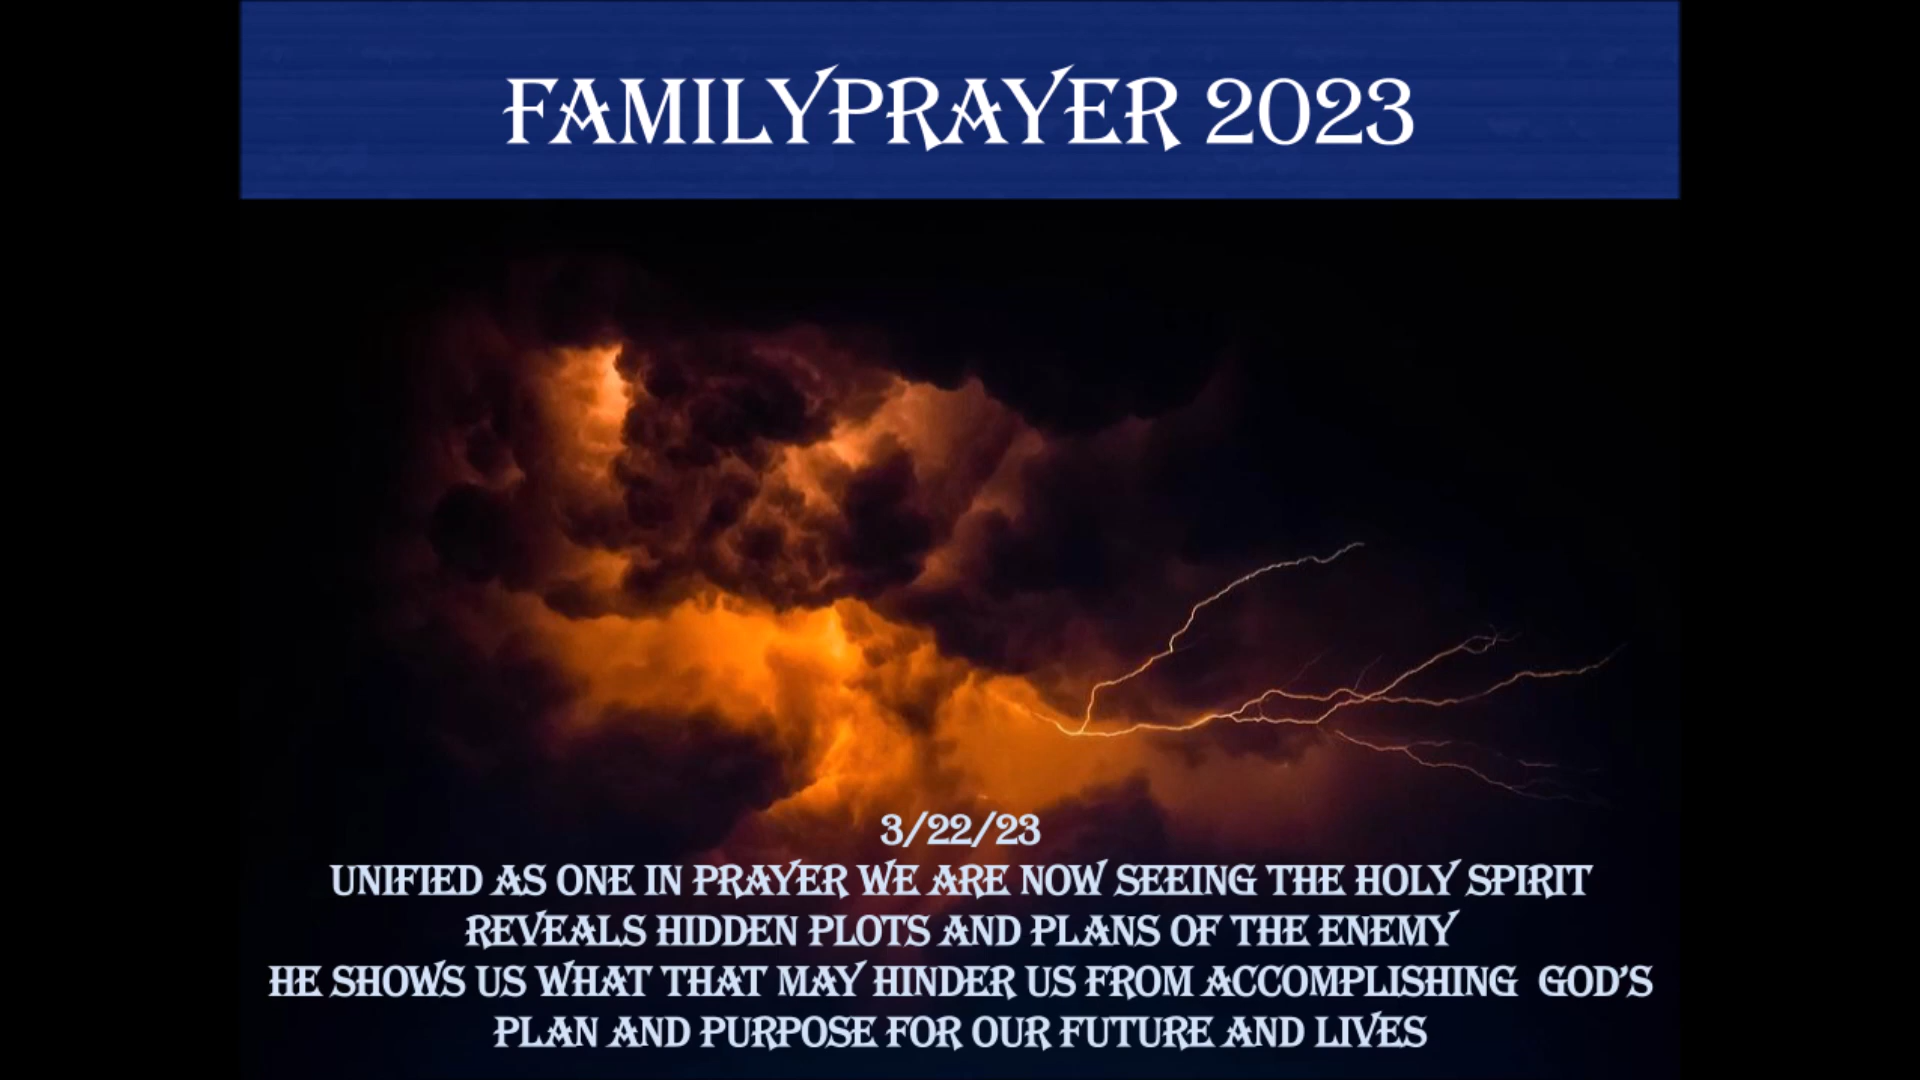 FAMILYPRAYER 2023
3/22/23
UNIFIED AS ONE IN PRAYER WE ARE NOW SEEING THE HOLY SPIRIT
REVEALS HIDDEN PLOTS AND PLANS OF THE ENEMY
HE SHOWS US WHAT THAT MAY HINDER US FROM ACCOMPLISHING GOD'S
PLAN AND PURPOSE FOR OUR FUTURE AND LIVES